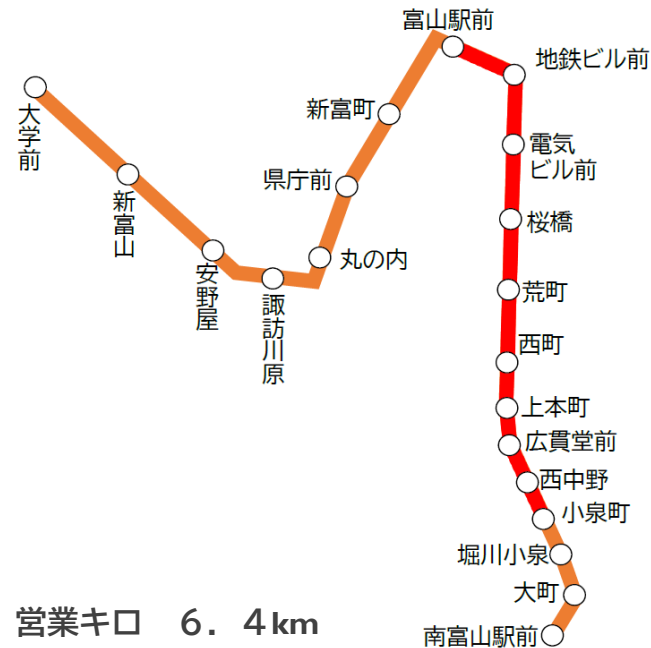 富山駅前
地鉄ビル前
大学前
新富町
電気
ビル前
新富山
県庁前
桜橋
安野屋
丸の内
諏訪川原
荒町
西町
上本町
広貫堂前
西中野
小泉町
堀川小泉
大町
営業キロ　６．４km
南富山駅前